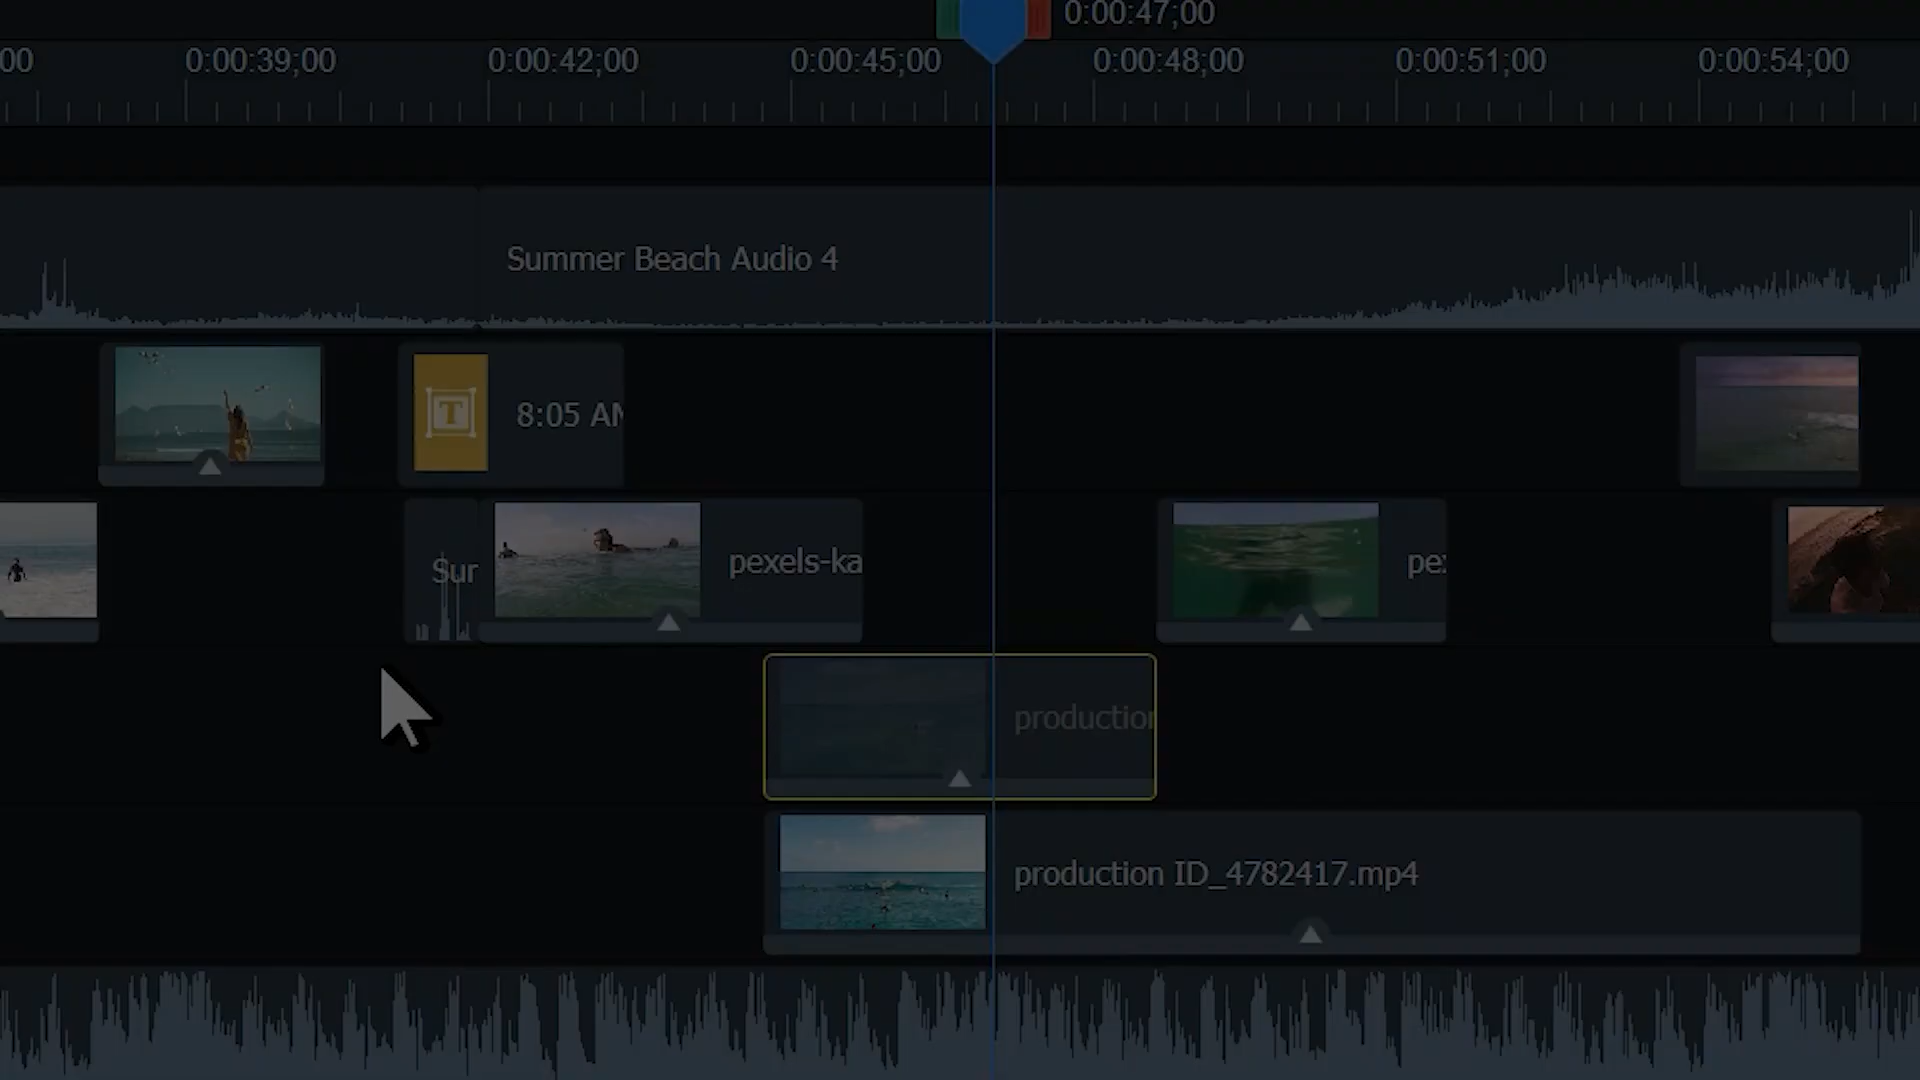 0:00:47;00
00 0:00:39;00 0:00:42;00 0:00:45;00 0:00:48;00 0:00:51;00 0:00:54;00
Summer Beach Audio 4
T 8:05 AM
Sur pexels-ka pex
production
production ID_4782417.mp4